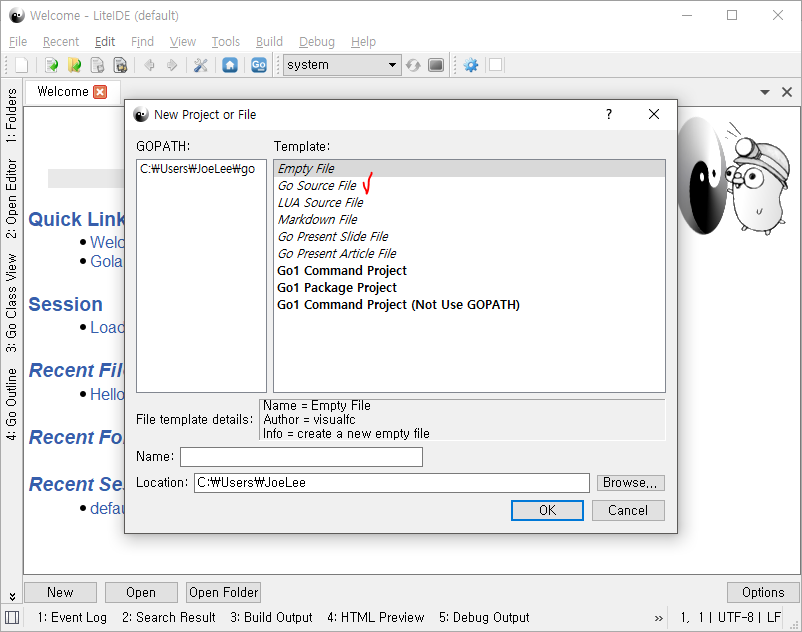 Welcome - LiteIDE (default)
File Recent Edit Find View Tools Build Debug Help
Go system
Welcome
1: Folders
2: Open Editor
3: Go Class View
4: Go Outline
Quick Link
Welc
Gola
Session
Load
Recent File
Hello
Recent Fo
Recent Se
defau
New Project or File ?
GOPATH:
C:₩Users₩JoeLee₩go
Template:
Empty File
Go Source File
LUA Source File
Markdown File
Go Present Slide File
Go Present Article File
Go1 Command Project
Go1 Package Project
Go1 Command Project (Not Use GOPATH)
File template details:
Name = Empty File
Author = visualfc
Info = create a new empty file
Name:
Location: C:₩Users₩JoeLee Browse...
OK Cancel
New Open Open Folder Options
1: Event Log 2: Search Result 3: Build Output 4: HTML Preview 5: Debug Output » 1, 1 | UTF-8 | LF